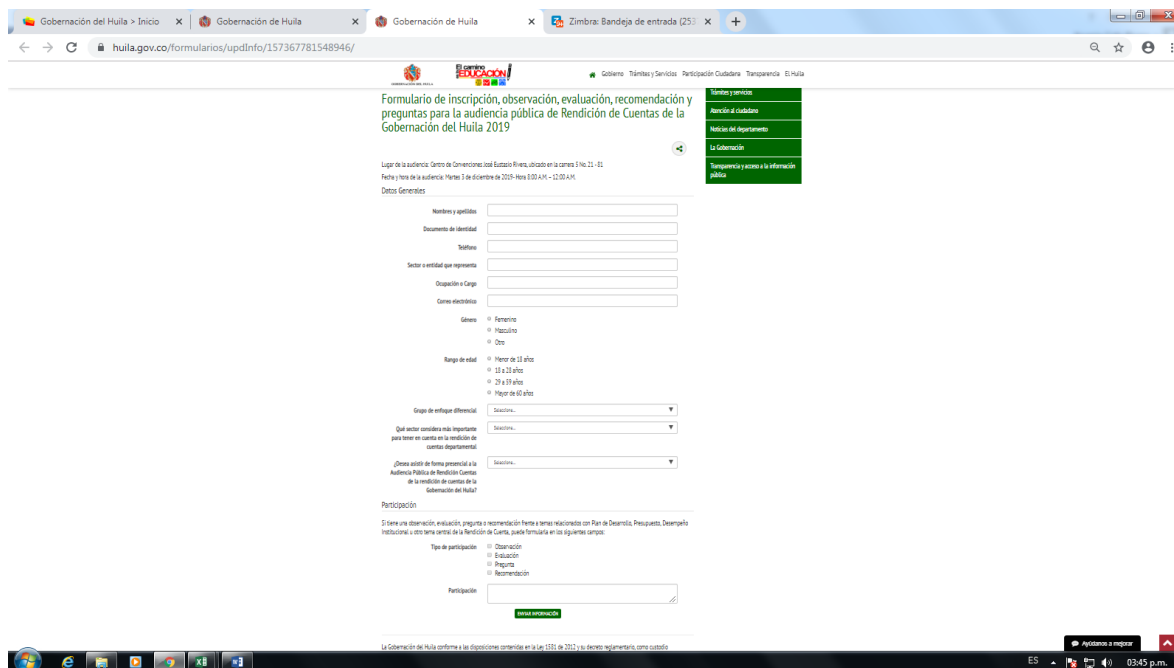 Gobernación del Huila > Inicio
Gobernación de Huila
Gobernación de Huila
Zimbra: Bandeja de entrada (253
huila.gov.co/formularios/updInfo/157367781548946/
El camino
EDUCACIÓN
Gobierno Trámites y Servicios Participación Ciudadana Transparencia El Huila
Formulario de inscripción, observación, evaluación, recomendación y
preguntas para la audiencia pública de Rendición de Cuentas de la
Gobernación del Huila 2019
Trámites y servicios
Atención al ciudadano
Noticias del departamento
La Gobernación
Transparencia y acceso a la información
pública
Lugar de la audiencia: Centro de Convenciones José Eustasio Rivera, ubicado en la carrera 5 No. 21 - 81
Fecha y hora de la audiencia: Martes 3 de diciembre de 2019- Hora 8:00 A.M. – 12:00 A.M.
Datos Generales
Nombres y apellidos
Documento de identidad
Teléfono
Sector o entidad que representa
Ocupación o Cargo
Correo electrónico
Género
Femenino
Masculino
Otro
Rango de edad
Menor de 18 años
18 a 28 años
29 a 59 años
Mayor de 60 años
Grupo de enfoque diferencial
Seleccione...
Qué sector considera más importante
para tener en cuenta en la rendición de
cuentas departamental
Seleccione...
¿Desea asistir de forma presencial a la
Audiencia Pública de Rendición Cuentas
de la rendición de cuentas de la
Gobernación del Huila?
Seleccione...
Participación
Si tiene una observación, evaluación, pregunta o recomendación frente a temas relacionados con Plan de Desarrollo, Presupuesto, Desempeño
Institucional u otro tema central de la Rendición de Cuenta, puede formularla en los siguientes campos:
Tipo de participación
Observación
Evaluación
Pregunta
Recomendación
Participación
ENVIAR INFORMACIÓN
La Gobernación del Huila conforme a las disposiciones contenidas en la Ley 1581 de 2012 y su decreto reglamentario, como custodio
Ayúdanos a mejorar
ES
03:45 p.m.